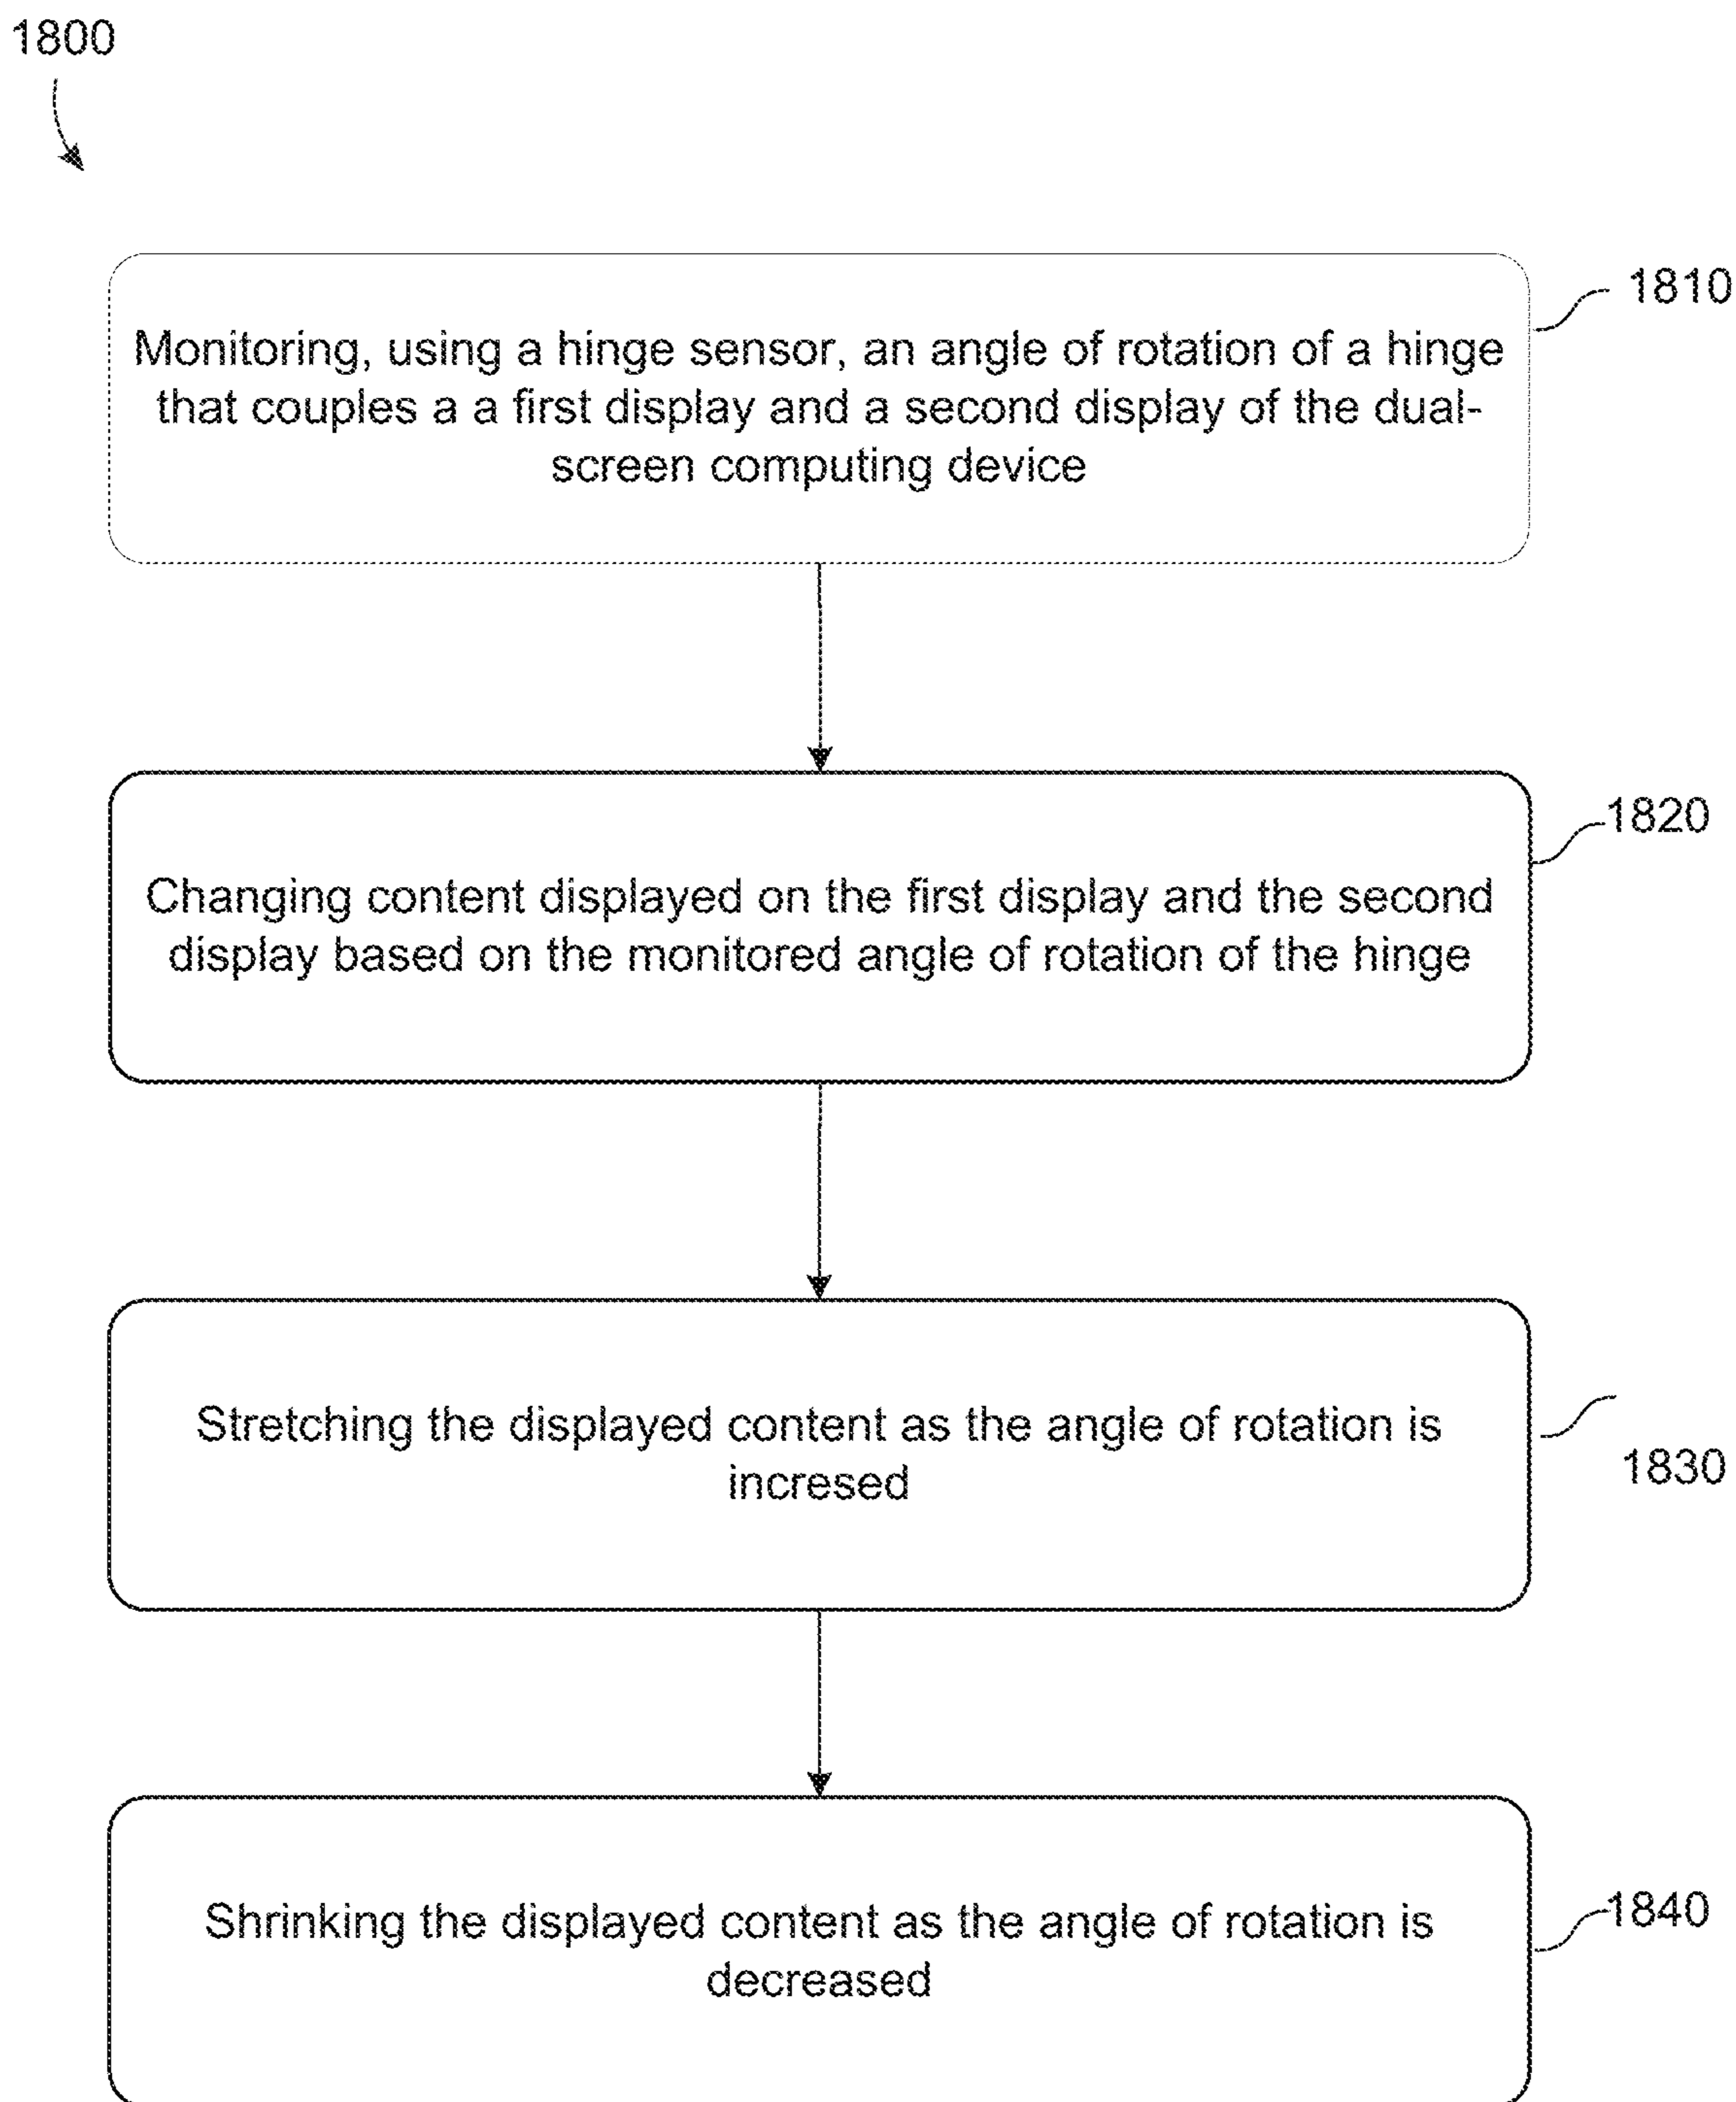 1800
1810
Monitoring, using a hinge sensor, an angle of rotation of a hinge
that couples a a first display and a second display of the dual-
screen computing device
1820
Changing content displayed on the first display and the second
display based on the monitored angle of rotation of the hinge
Stretching the displayed content as the angle of rotation is
incresed
1830
Shrinking the displayed content as the angle of rotation is
decreased
1840